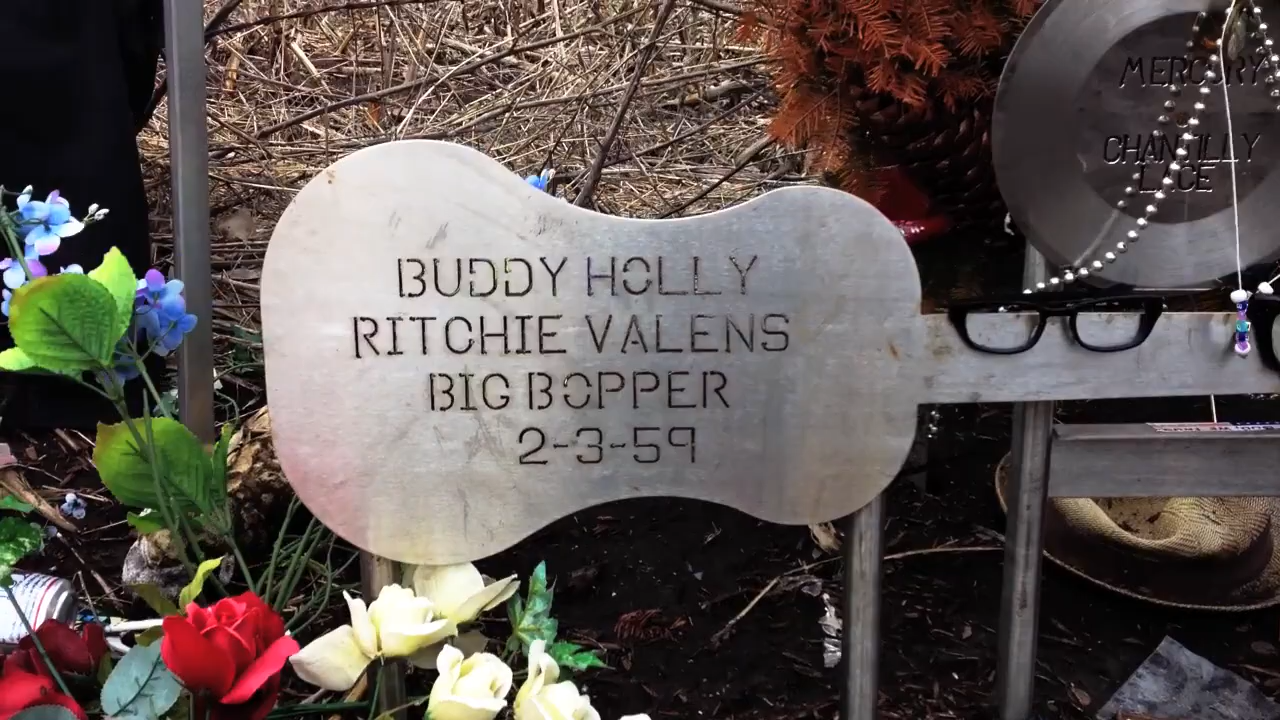 BUDDY HOLLY
RITCHIE VALENS
BIG BOPPER
2-3-59
MERCURY
CHANTILLY
LACE